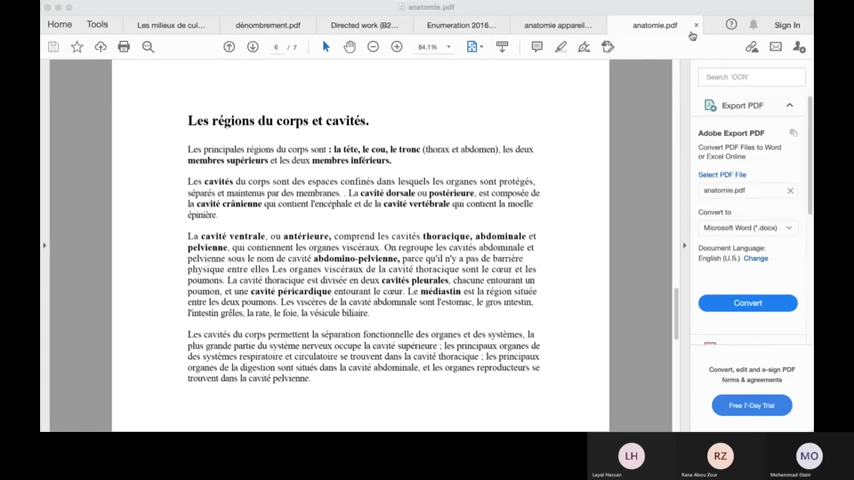 anatomie.pdf
Home Tools Les milieux de cul... dénombrement.pdf Directed work (B2... Enumeration 2016... anatomie appareil... anatomie.pdf × Sign In
6 / 7 84.1%
Search 'OCR'
Export PDF
Adobe Export PDF
Convert PDF Files to Word
or Excel Online
Select PDF File
anatomie.pdf
Convert to
Microsoft Word (*.docx)
Document Language:
English (U.S.) Change
Convert
Convert, edit and e-sign PDF
forms & agreements
Free 7-Day Trial
Les régions du corps et cavités.
Les principales régions du corps sont : la tête, le cou, le tronc (thorax et abdomen), les deux
membres supérieurs et les deux membres inférieurs.
Les cavités du corps sont des espaces confinés dans lesquels les organes sont protégés,
séparés et maintenus par des membranes. . La cavité dorsale ou postérieure, est composée de
la cavité crânienne qui contient l'encéphale et de la cavité vertébrale qui contient la moelle
épinière.
La cavité ventrale, ou antérieure, comprend les cavités thoracique, abdominale et
pelvienne, qui contiennent les organes viscéraux. On regroupe les cavités abdominale et
pelvienne sous le nom de cavité abdomino-pelvienne, parce qu'il n'y a pas de barrière
physique entre elles Les organes viscéraux de la cavité thoracique sont le cœur et les
poumons. La cavité thoracique est divisée en deux cavités pleurales, chacune entourant un
poumon, et une cavité péricardique entourant le cœur. Le médiastin est la région située
entre les deux poumons. Les viscères de la cavité abdominale sont l'estomac, le gros intestin,
l'intestin grêles, la rate, le foie, la vésicule biliaire.
Les cavités du corps permettent la séparation fonctionnelle des organes et des systèmes, la
plus grande partie du système nerveux occupe la cavité supérieure ; les principaux organes de
des systèmes respiratoire et circulatoire se trouvent dans la cavité thoracique ; les principaux
organes de la digestion sont situés dans la cavité abdominale, et les organes reproducteurs se
trouvent dans la cavité pelvienne.
LH RZ MO
Layal Hassan Rana Abou Zour Mohammad